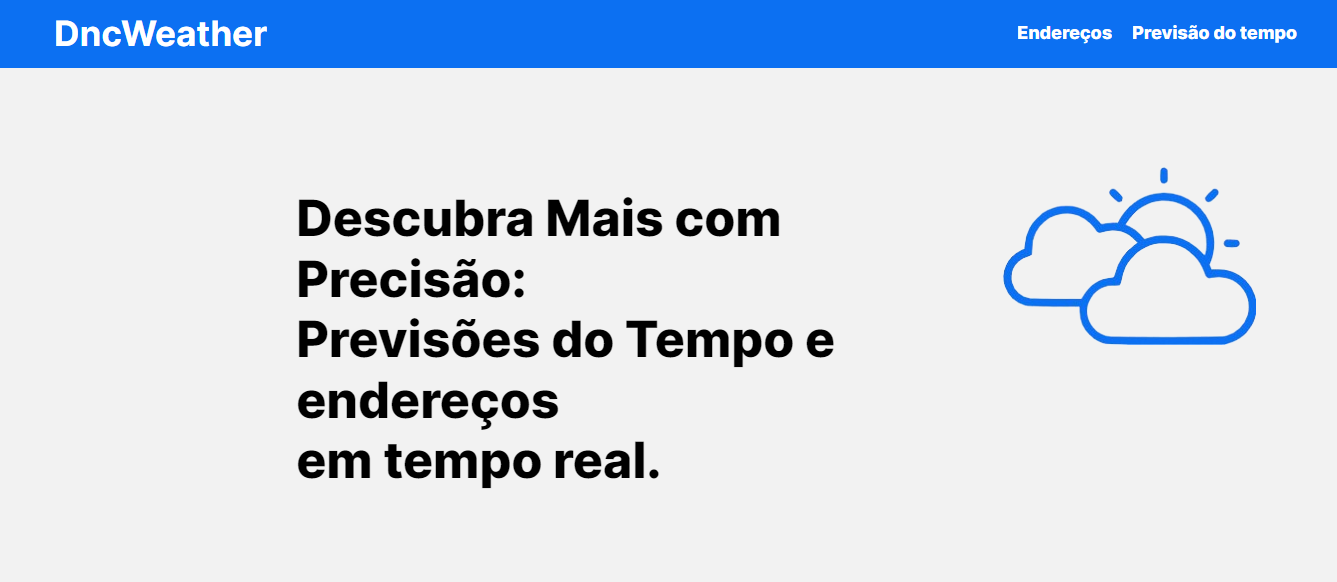 DncWeather
Endereços Previsão do tempo
Descubra Mais com
Precisão:
Previsões do Tempo e
endereços
em tempo real.